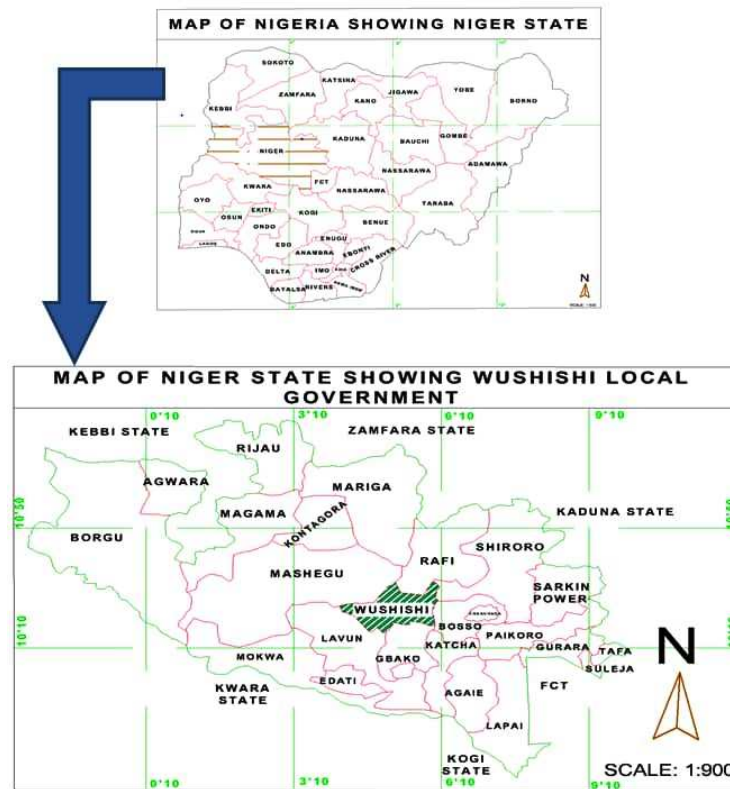 MAP OF NIGERIA SHOWING NIGER STATE
SOKOTO
KATSINA
JIGAWA
YOBE
ZAMFARA
KANO
BORNO
KEBBI
GOMBE
KADUNA
BAUCHI
NIGER
ADAMAWA
NASSARAWA
FCT
KWARA
NASSARAWA
TARABA
OYO
EKITI
KOGI
OSUN
BENUE
ONDO
ENUGU
EDO
EBONTI
ANAMBRA
CROSS RIVER
DELTA
IMO
BAYALSA
RIVERS
N
MAP OF NIGER STATE SHOWING WUSHISHI LOCAL
GOVERNMENT
0°10
3°10
6°10
9°10
KEBBI STATE
ZAMFARA STATE
RIJAU
AGWARA
MARIGA
MAGAMA
KADUNA STATE
10°50
KONTAGORA
BORGU
SHIRORO
RAFI
MASHEGU
SARKIN
POWER
WUSHISHI
BOSSO
10°10
LAVUN
PAIKORO
KATCHA
GURARA
TAFA
MOKWA
GBAKO
SULEJA
EDATI
FCT
KWARA
STATE
AGAIE
LAPAI
N
KOGI
STATE
SCALE: 1:900
0°10
3°10
6°10
9°10